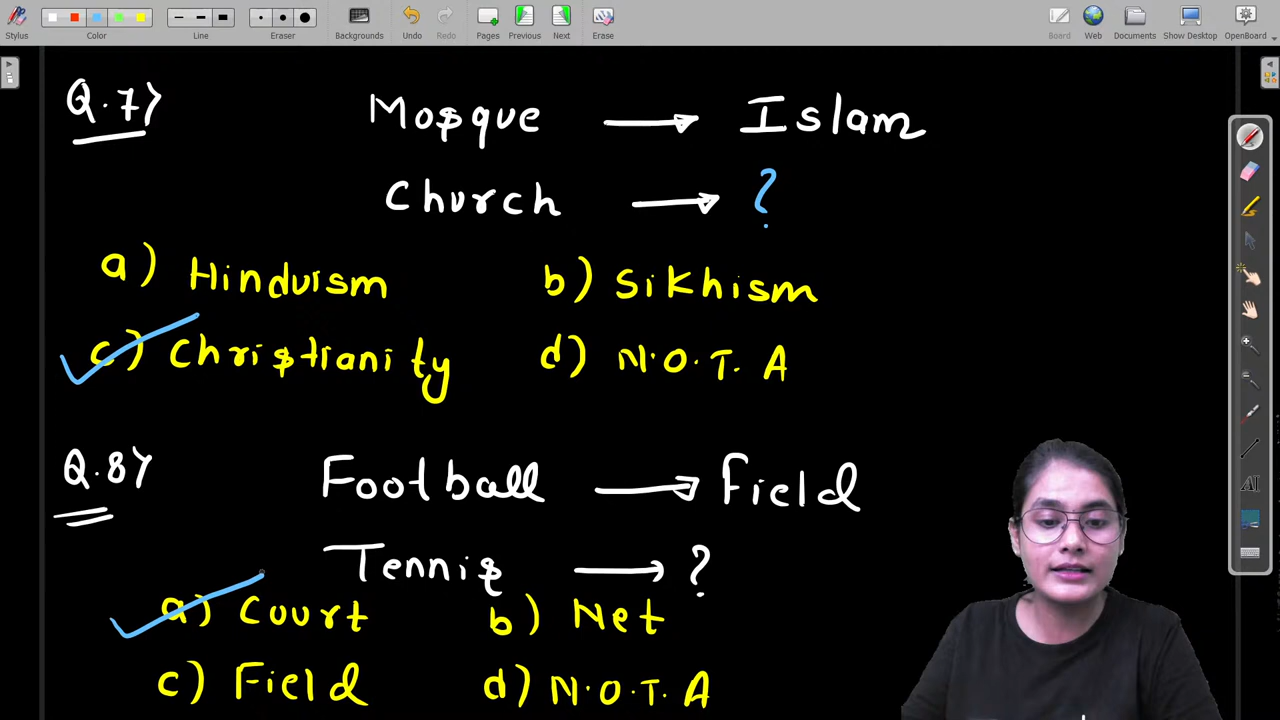 Stylus Color Line Eraser Backgrounds Undo Redo Pages Previous Next Erase Board Web Documents Show Desktop OpenBoard
Q.7> Mosque → Islam
Church → ?
a) Hinduism b) Sikhism
c) Christianity d) N.O.T.A
Q.8> Football → Field
Tennis → ?
a) Court b) Net
c) Field d) N.O.T.A